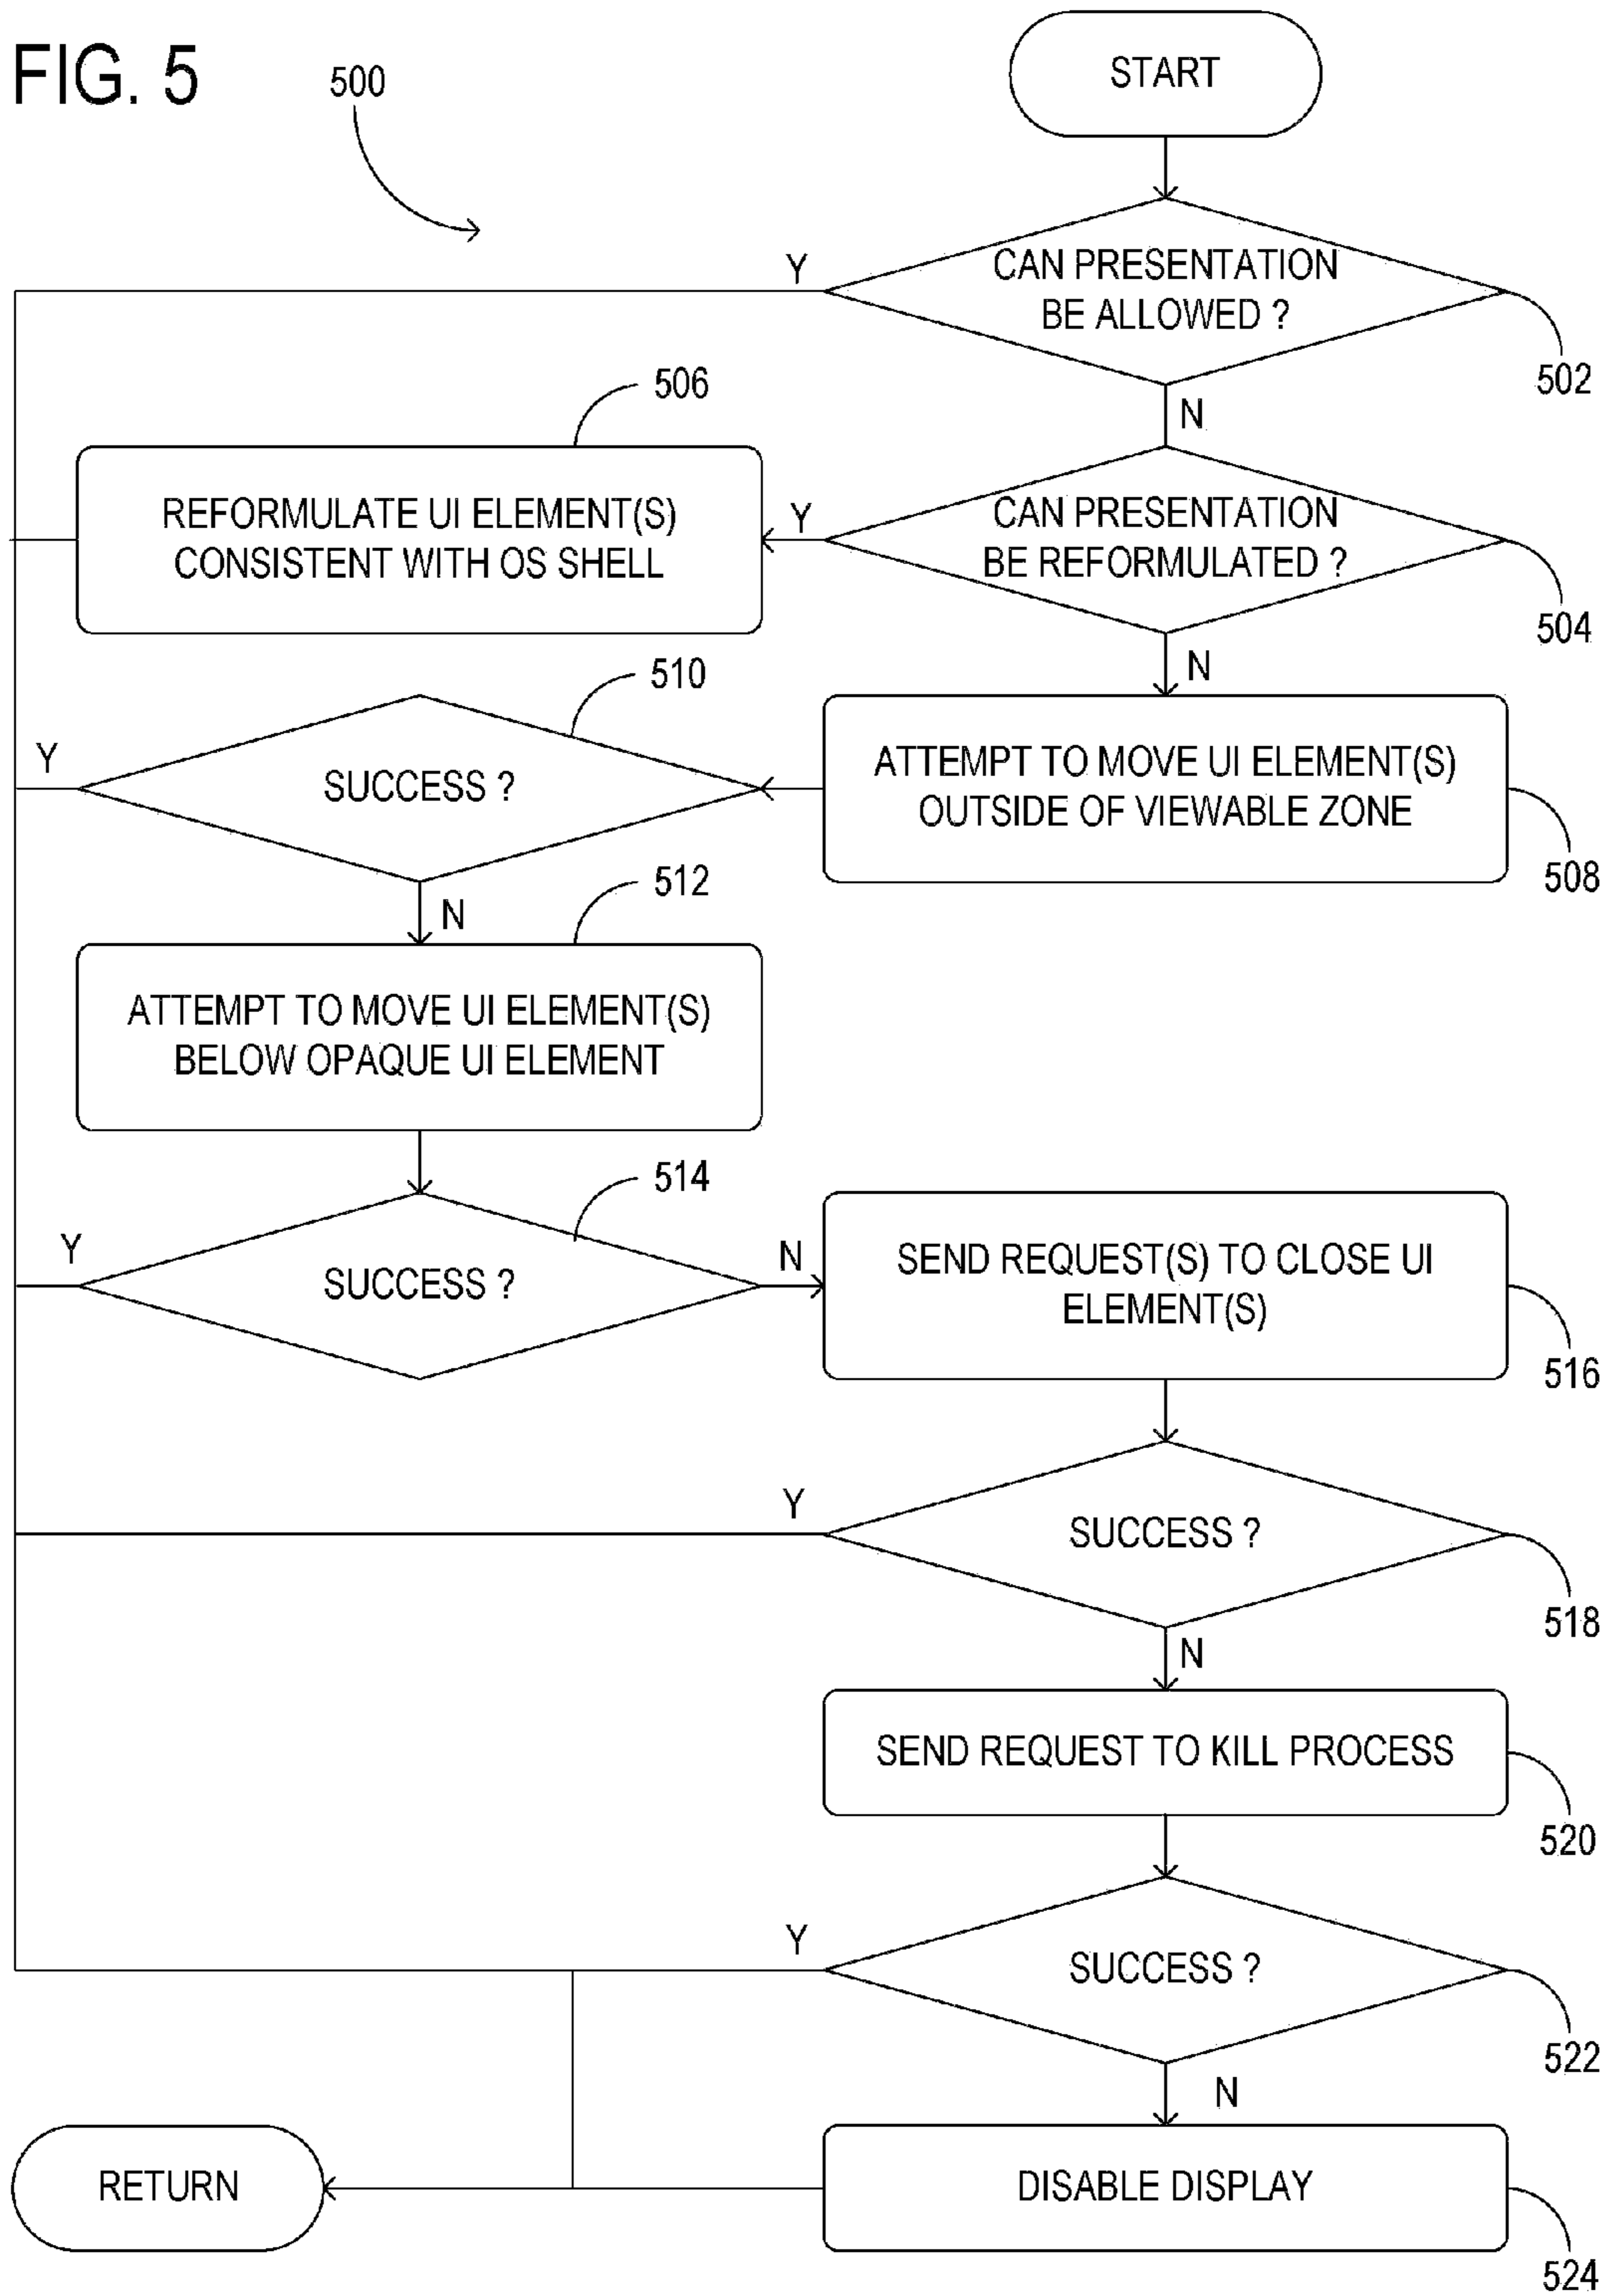 FIG. 5
500
START
CAN PRESENTATION
BE ALLOWED ?
Y
502
N
506
REFORMULATE UI ELEMENT(S)
CONSISTENT WITH OS SHELL
Y
CAN PRESENTATION
BE REFORMULATED ?
504
N
510
Y
SUCCESS ?
ATTEMPT TO MOVE UI ELEMENT(S)
OUTSIDE OF VIEWABLE ZONE
508
N
512
ATTEMPT TO MOVE UI ELEMENT(S)
BELOW OPAQUE UI ELEMENT
514
Y
SUCCESS ?
N
SEND REQUEST(S) TO CLOSE UI
ELEMENT(S)
516
Y
SUCCESS ?
518
N
SEND REQUEST TO KILL PROCESS
520
Y
SUCCESS ?
522
N
RETURN
DISABLE DISPLAY
524